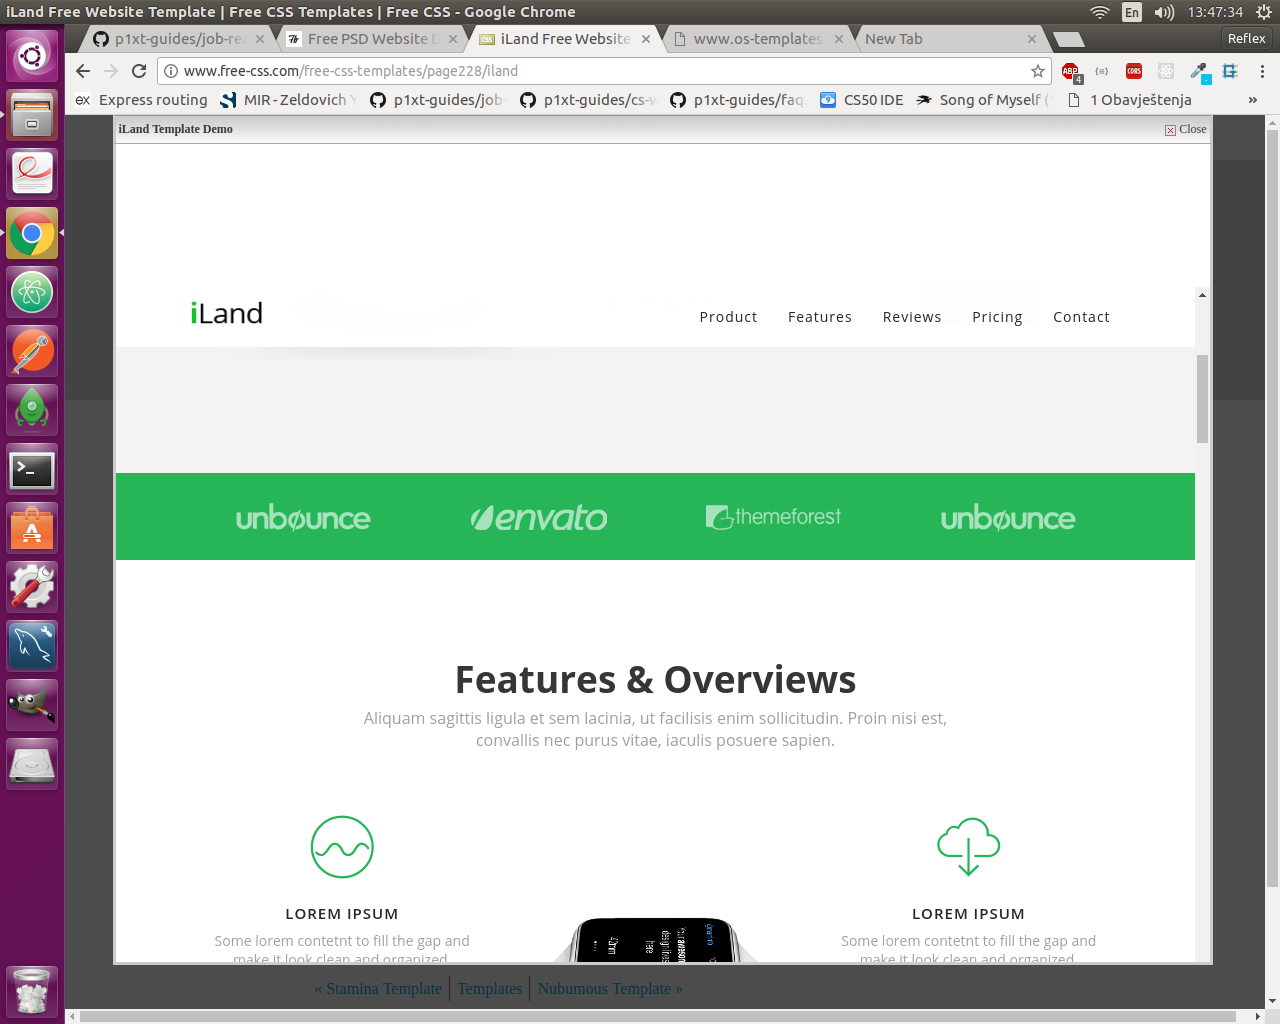 iLand Free Website Template | Free CSS Templates | Free CSS - Google Chrome
En
13:47:34
p1xt-guides/job-rea
Free PSD Website D
iLand Free Website
www.os-templates
New Tab
Reflex
www.free-css.com/free-css-templates/page228/iland
ABP
4
CORS
ex Express routing
MIR - Zeldovich Y
p1xt-guides/job-
p1xt-guides/cs-w
p1xt-guides/faq.
CS50 IDE
Song of Myself (
1 Obavještenja
»
iLand Template Demo
Close
iLand
Product
Features
Reviews
Pricing
Contact
unbounce
envato
themeforest
unbounce
Features & Overviews
Aliquam sagittis ligula et sem lacinia, ut facilisis enim sollicitudin. Proin nisi est,
convallis nec purus vitae, iaculis posuere sapien.
LOREM IPSUM
Some lorem contetnt to fill the gap and
make it look clean and organized
LOREM IPSUM
Some lorem contetnt to fill the gap and
make it look clean and organized
« Stamina Template
Templates
Nubumous Template »